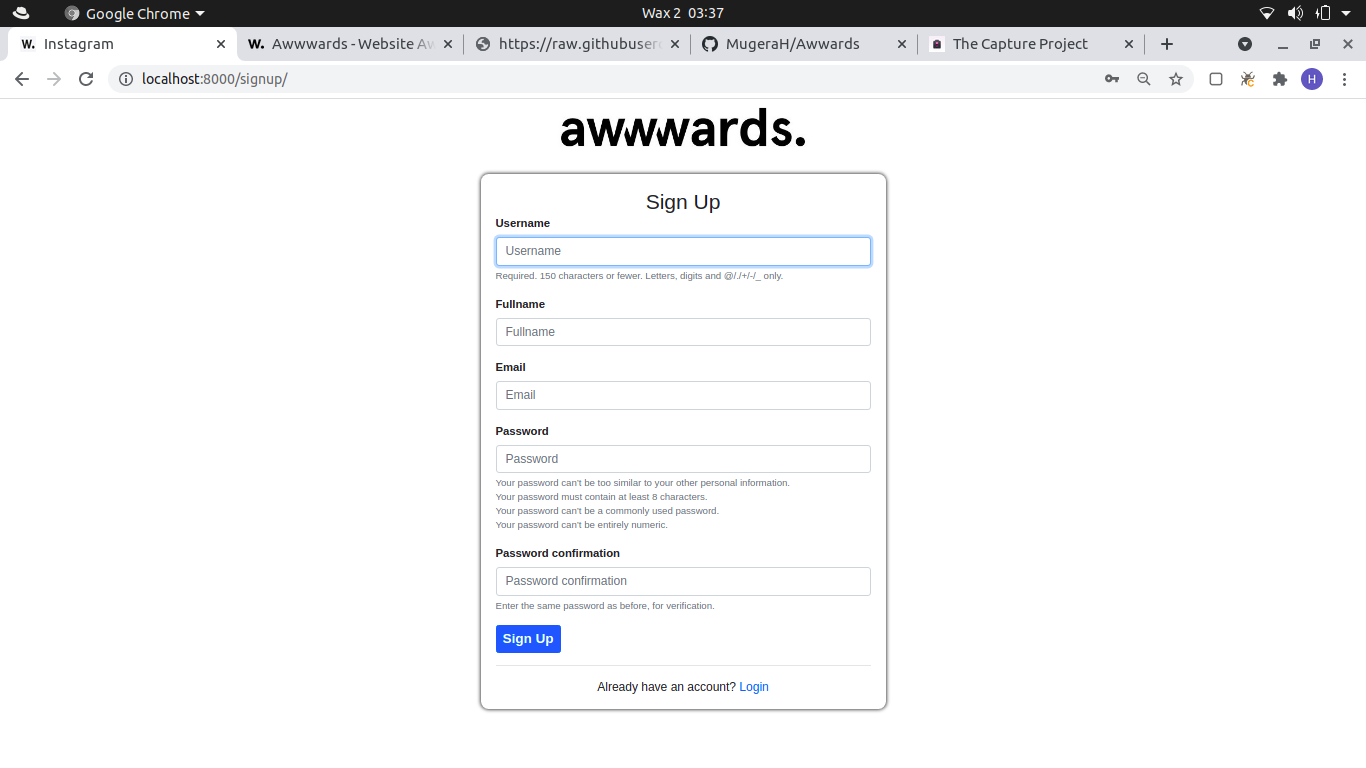 Google Chrome
Wax 2 03:37
W. Instagram
W. Awwwards - Website Aw
https://raw.githubuser
MugeraH/Awwards
The Capture Project
localhost:8000/signup/
H
awwwards.
Sign Up
Username
Username
Required. 150 characters or fewer. Letters, digits and @/./+/-/_ only.
Fullname
Fullname
Email
Email
Password
Password
Your password can't be too similar to your other personal information.
Your password must contain at least 8 characters.
Your password can't be a commonly used password.
Your password can't be entirely numeric.
Password confirmation
Password confirmation
Enter the same password as before, for verification.
Sign Up
Already have an account? Login